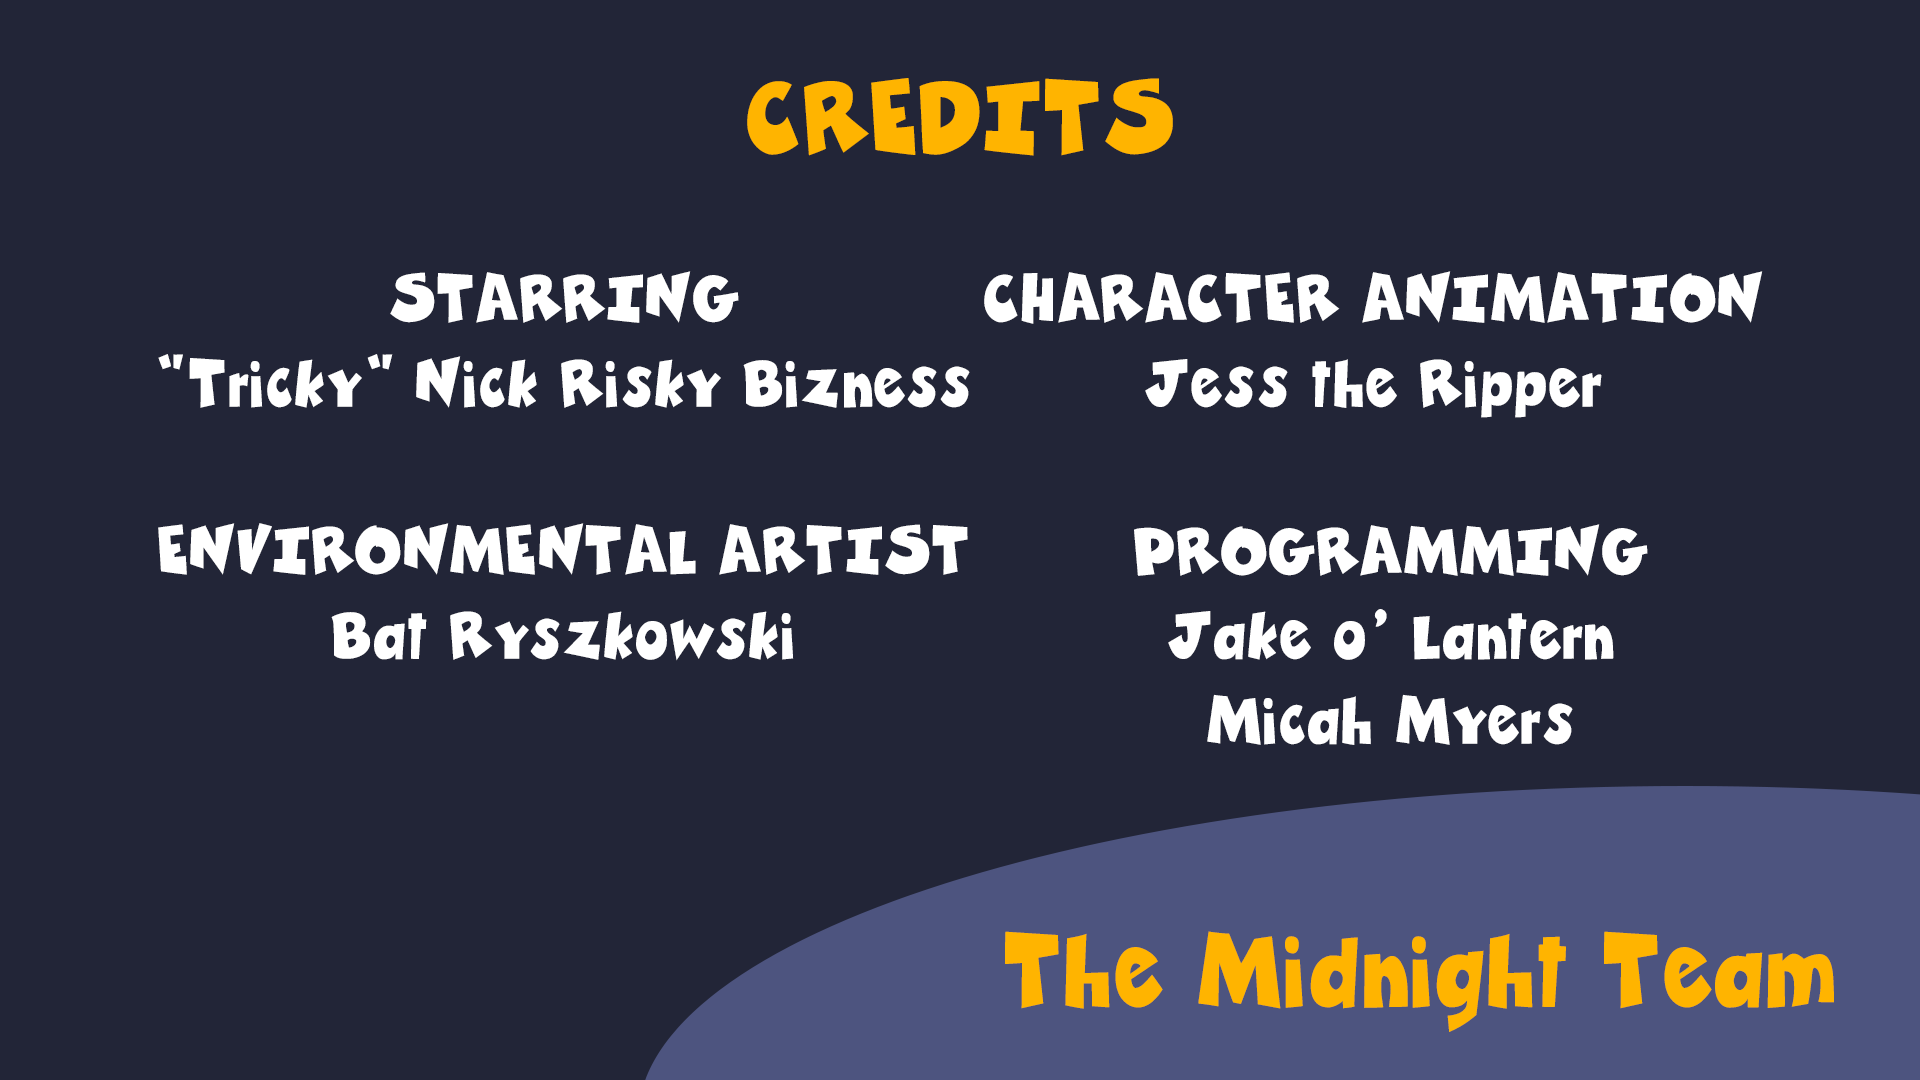 CREDITS
STARRING
"Tricky" Nick Risky Bizness
CHARACTER ANIMATION
Jess the Ripper
ENVIRONMENTAL ARTIST
Bat Ryszkowski
PROGRAMMING
Jake o' Lantern
Micah Myers
The Midnight Team